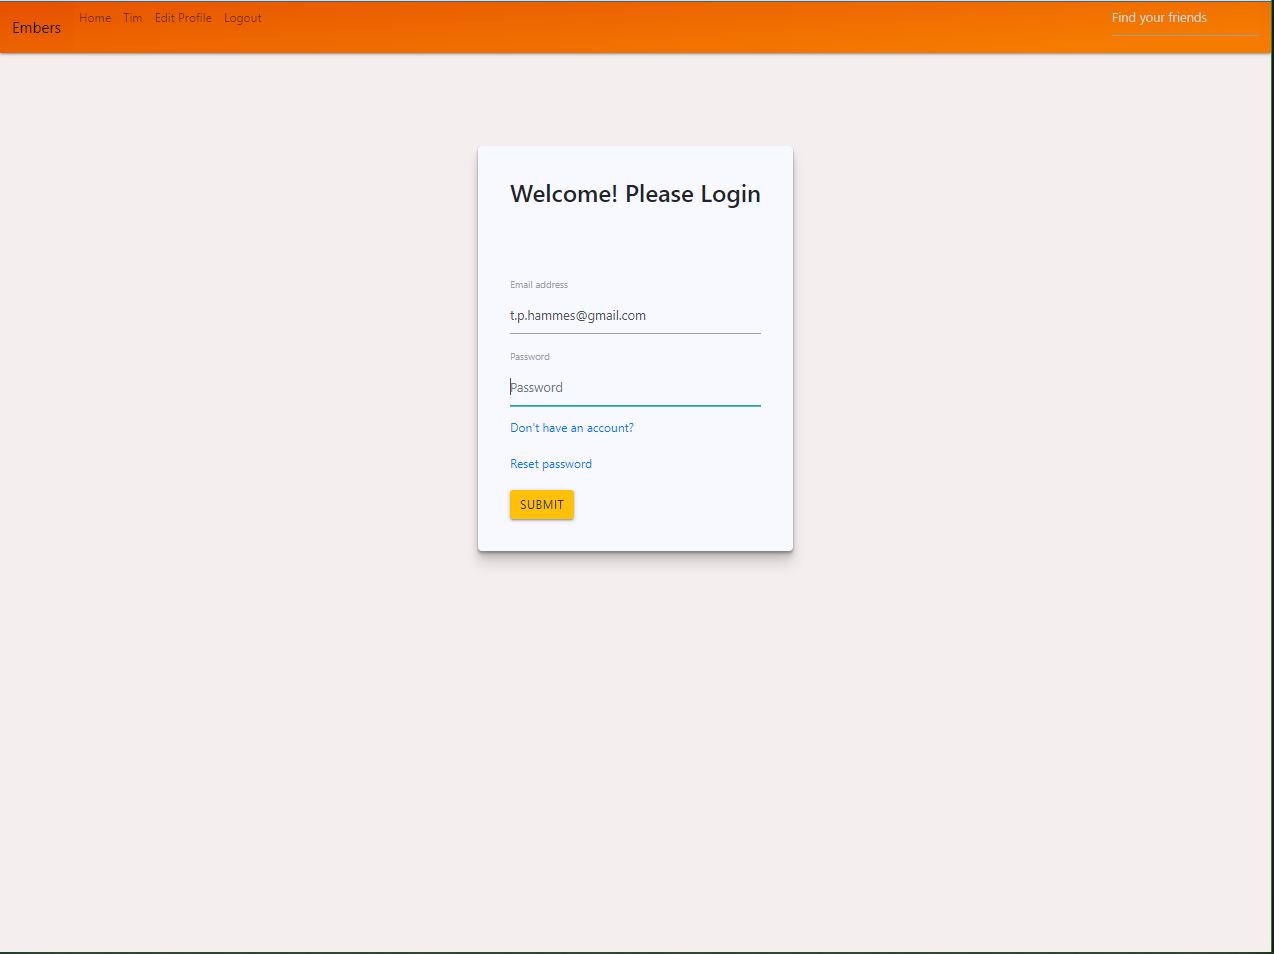 Embers
Home Tim Edit Profile Logout
Find your friends
Welcome! Please Login
Email address
t.p.hammes@gmail.com
Password
Password
Don't have an account?
Reset password
SUBMIT